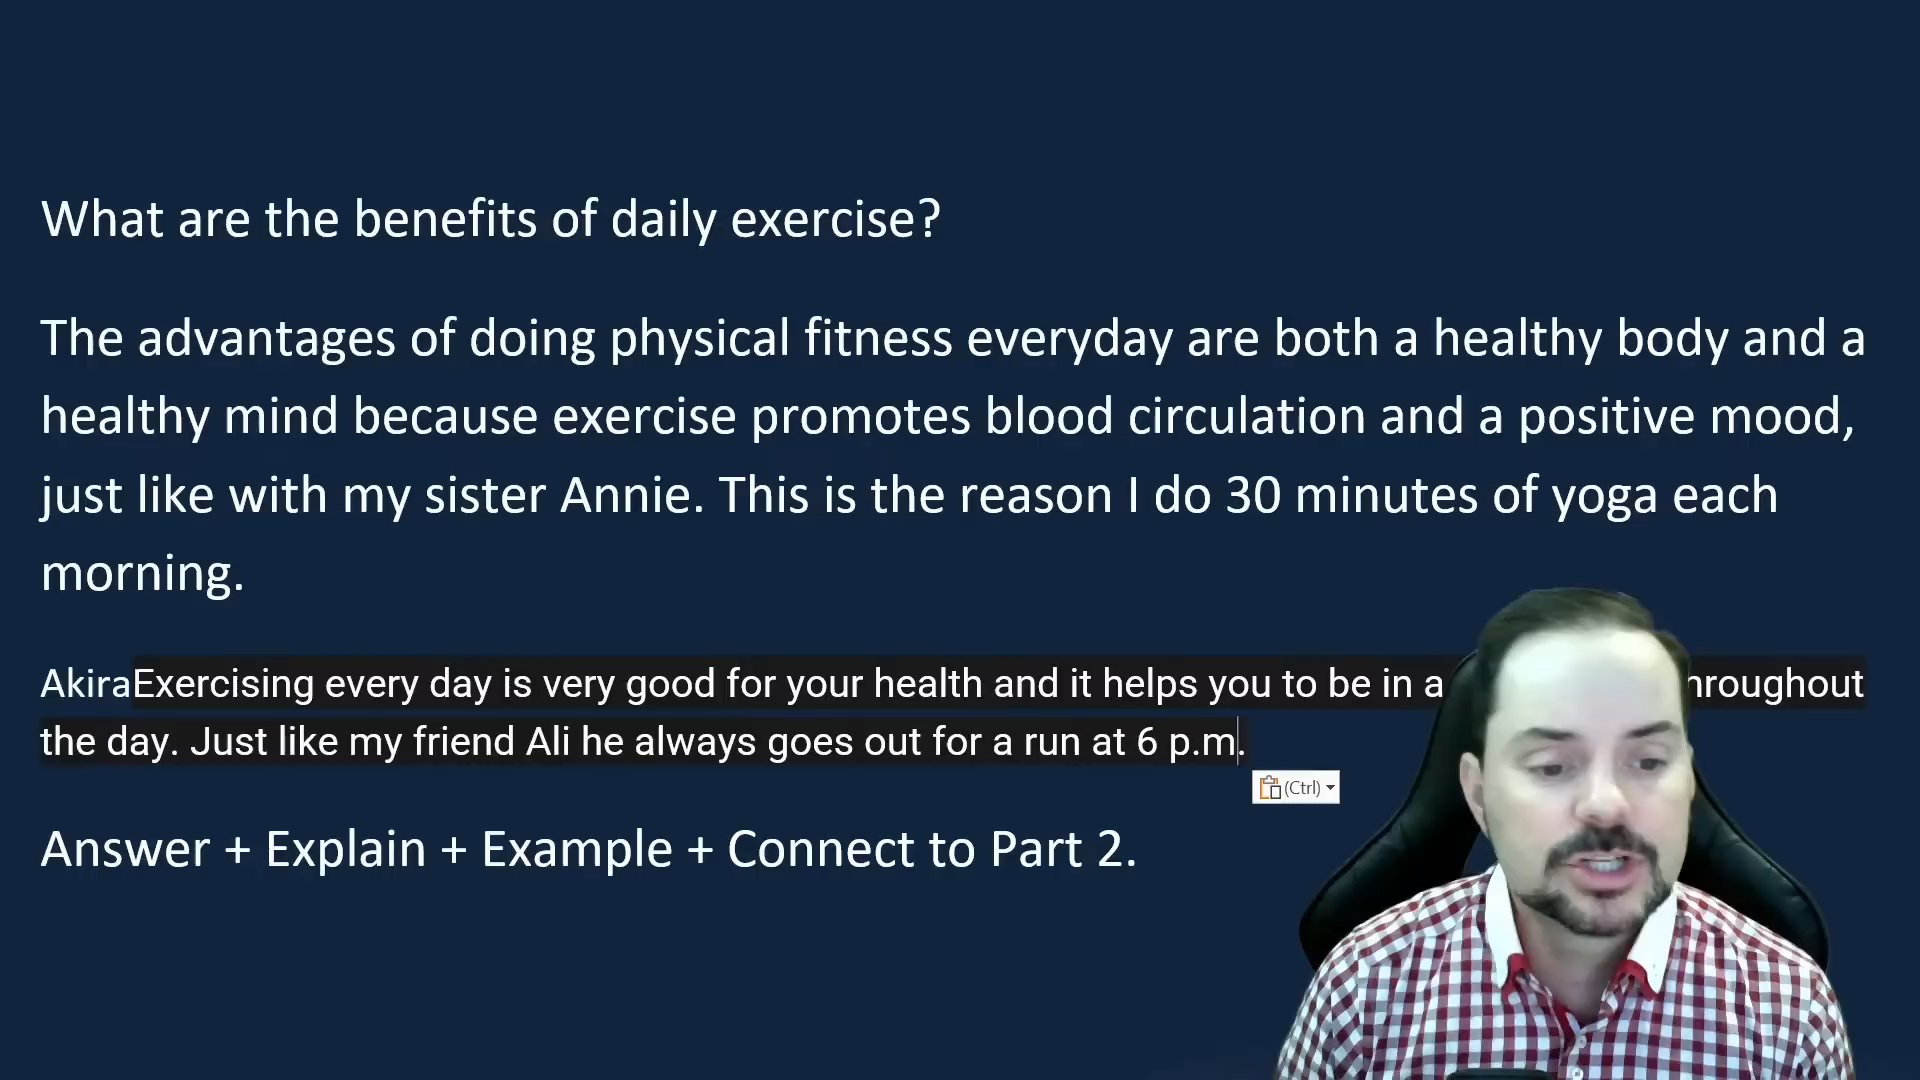 What are the benefits of daily exercise?
The advantages of doing physical fitness everyday are both a healthy body and a
healthy mind because exercise promotes blood circulation and a positive mood,
just like with my sister Annie. This is the reason I do 30 minutes of yoga each
morning.
AkiraExercising every day is very good for your health and it helps you to be in a
the day. Just like my friend Ali he always goes out for a run at 6 p.m.
(Ctrl)
Answer + Explain + Example + Connect to Part 2.